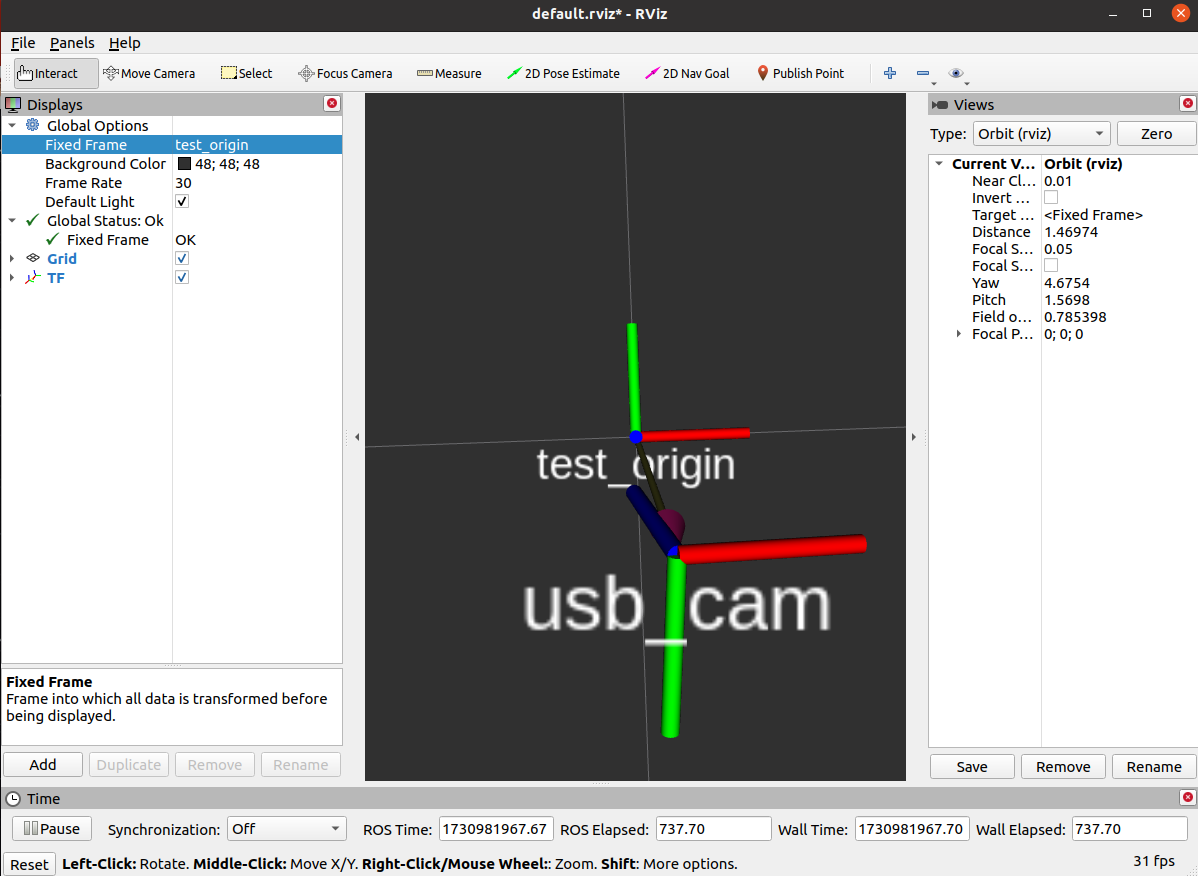 default.rviz* - RViz
File Panels Help
Interact Move Camera Select Focus Camera Measure 2D Pose Estimate 2D Nav Goal Publish Point
Displays
Global Options
Fixed Frame test_origin
Background Color 48; 48; 48
Frame Rate 30
Default Light
Global Status: Ok
Fixed Frame OK
Grid
TF
Fixed Frame
Frame into which all data is transformed before
being displayed.
Add Duplicate Remove Rename
test_origin
usb_cam
Views
Type: Orbit (rviz) Zero
Current V... Orbit (rviz)
Near Cl... 0.01
Invert ...
Target ... <Fixed Frame>
Distance 1.46974
Focal S... 0.05
Focal S...
Yaw 4.6754
Pitch 1.5698
Field o... 0.785398
Focal P... 0; 0; 0
Save Remove Rename
Time
Pause Synchronization: Off ROS Time: 1730981967.67 ROS Elapsed: 737.70 Wall Time: 1730981967.70 Wall Elapsed: 737.70
Reset Left-Click: Rotate. Middle-Click: Move X/Y. Right-Click/Mouse Wheel:: Zoom. Shift: More options. 31 fps